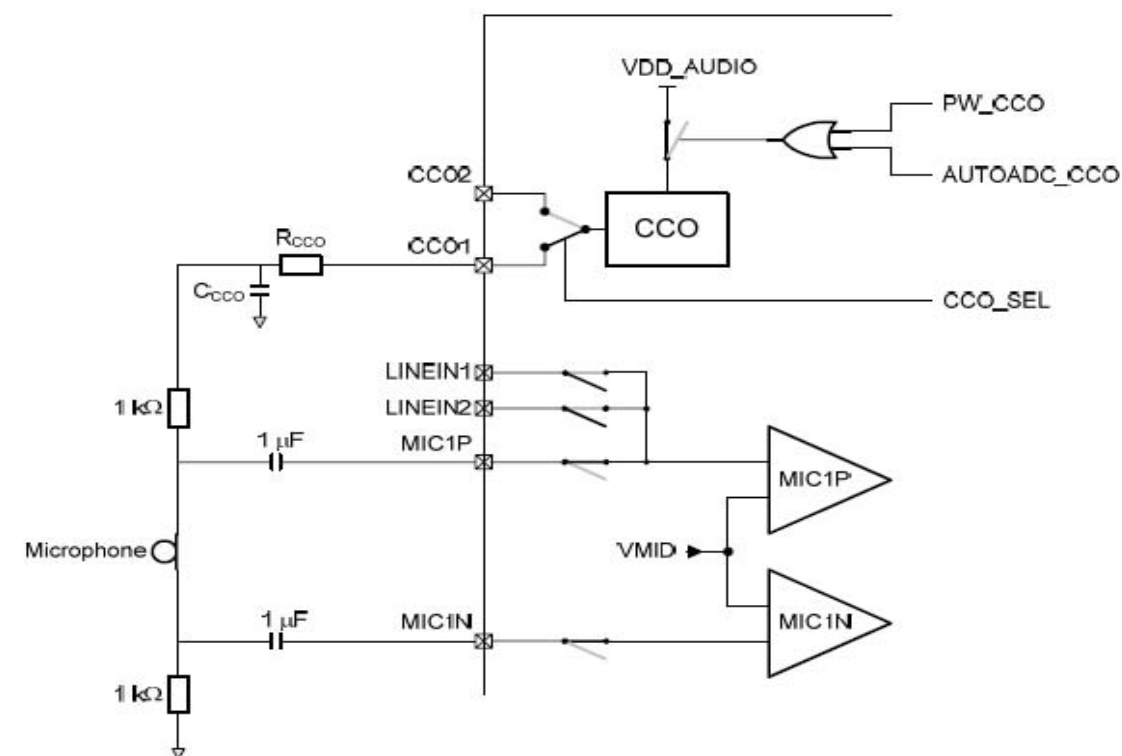 VDD_AUDIO
PW_CCO
AUTOADC_CCO
CCO2
CCO
RCCO
CCO1
CCCO
CCO_SEL
LINEIN1
1 kΩ
LINEIN2
1 µF
MIC1P
MIC1P
Microphone
VMID
1 µF
MIC1N
MIC1N
1 kΩ